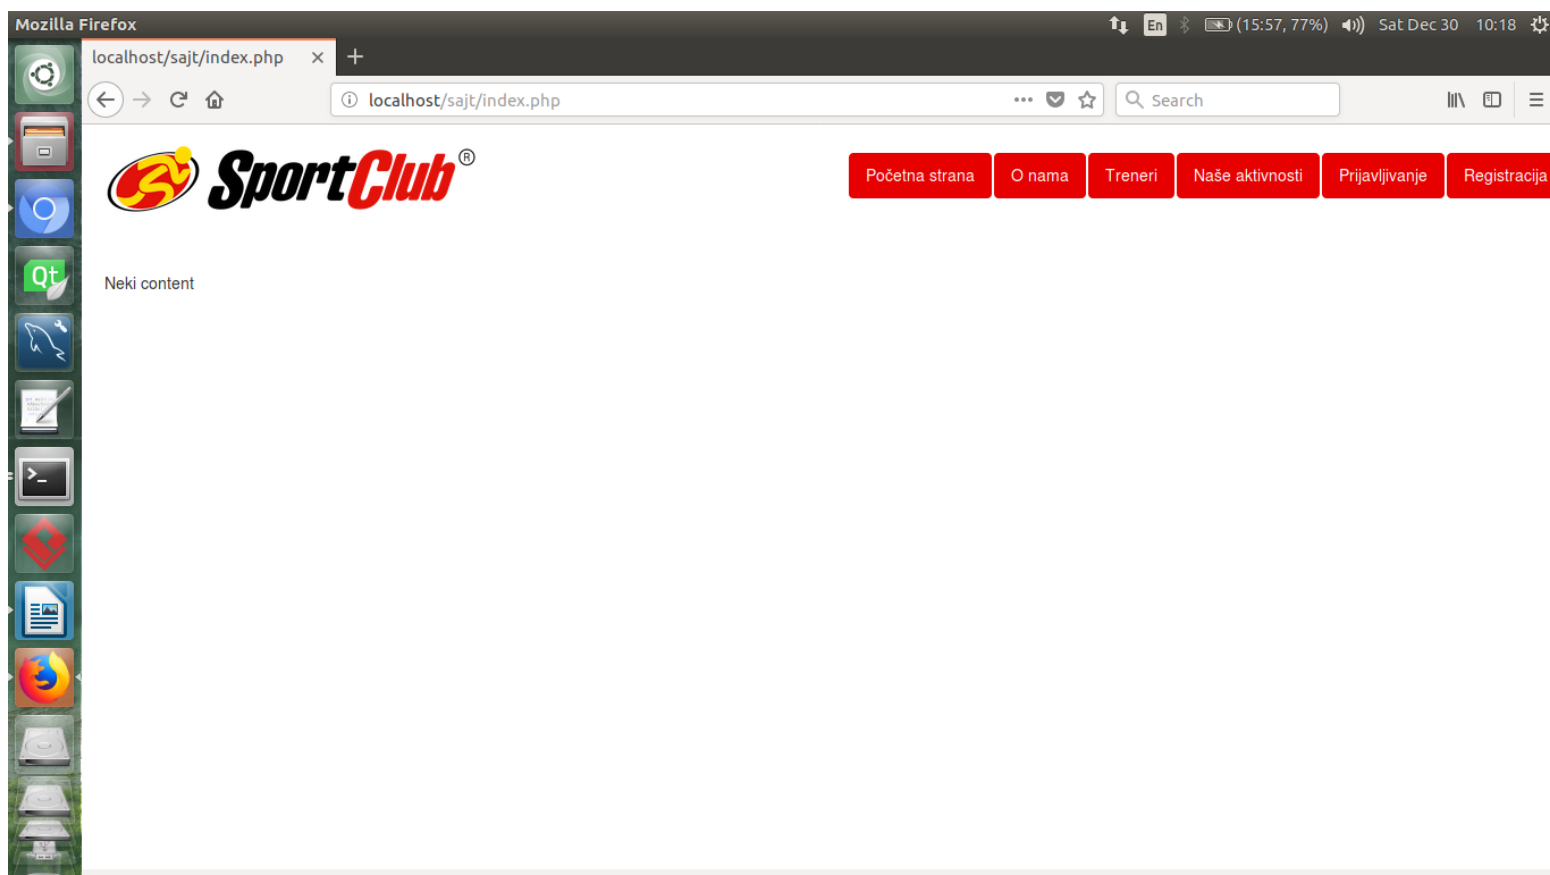 Mozilla Firefox
En
(15:57, 77%)
Sat Dec 30 10:18
localhost/sajt/index.php
localhost/sajt/index.php
Search
SportClub®
Početna strana
O nama
Treneri
Naše aktivnosti
Prijavljivanje
Registracija
Qt
>_
Neki content